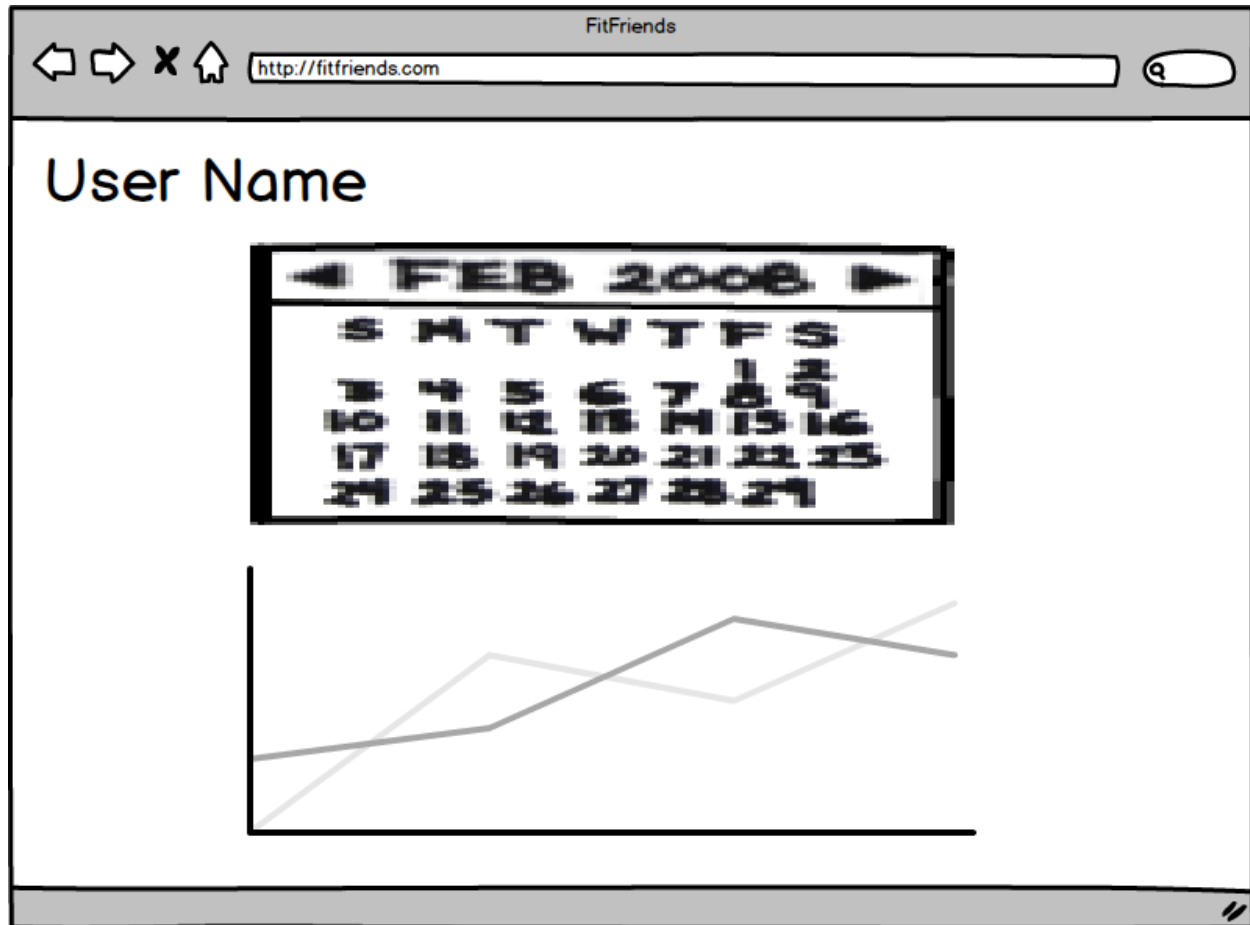 FitFriends
http://fitfriends.com
User Name
FEB 2008
S M T W T F S
1 2
3 4 5 6 7 8 9
10 11 12 13 14 15 16
17 18 19 20 21 22 23
24 25 26 27 28 29